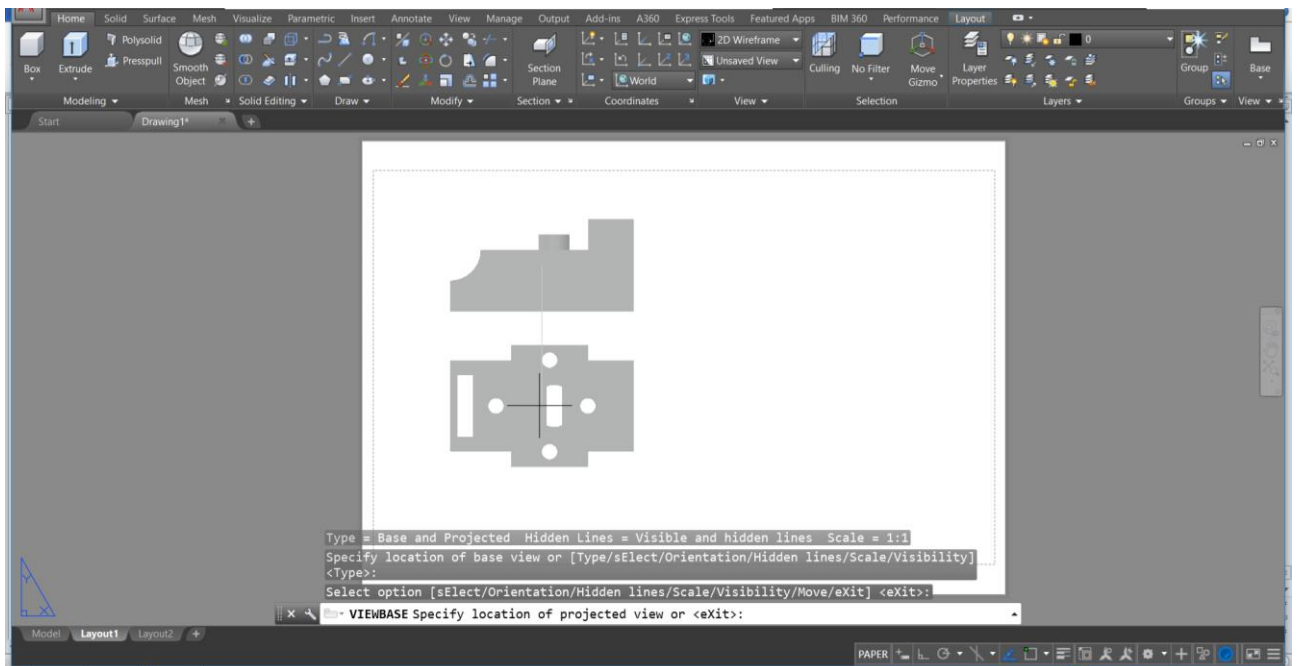 Home Solid Surface Mesh Visualize Parametric Insert Annotate View Manage Output Add-ins A360 Express Tools Featured Apps BIM 360 Performance Layout
Polysolid
Presspull
Box
Extrude
Smooth
Object
Section
Plane
World
2D Wireframe
Unsaved View
Culling
No Filter
Move
Gizmo
Layer
Properties
0
Group
Base
Modeling Mesh Solid Editing Draw Modify Section Coordinates View Selection Layers Groups View
Start Drawing1*
Type = Base and Projected Hidden Lines = Visible and hidden lines Scale = 1:1
Specify location of base view or [Type/sElect/Orientation/Hidden lines/Scale/Visibility]
<Type>:
Select option [sElect/Orientation/Hidden lines/Scale/Visibility/Move/eXit] <eXit>:
VIEWBASE Specify location of projected view or <eXit>:
Y
X
Model Layout1 Layout2
PAPER